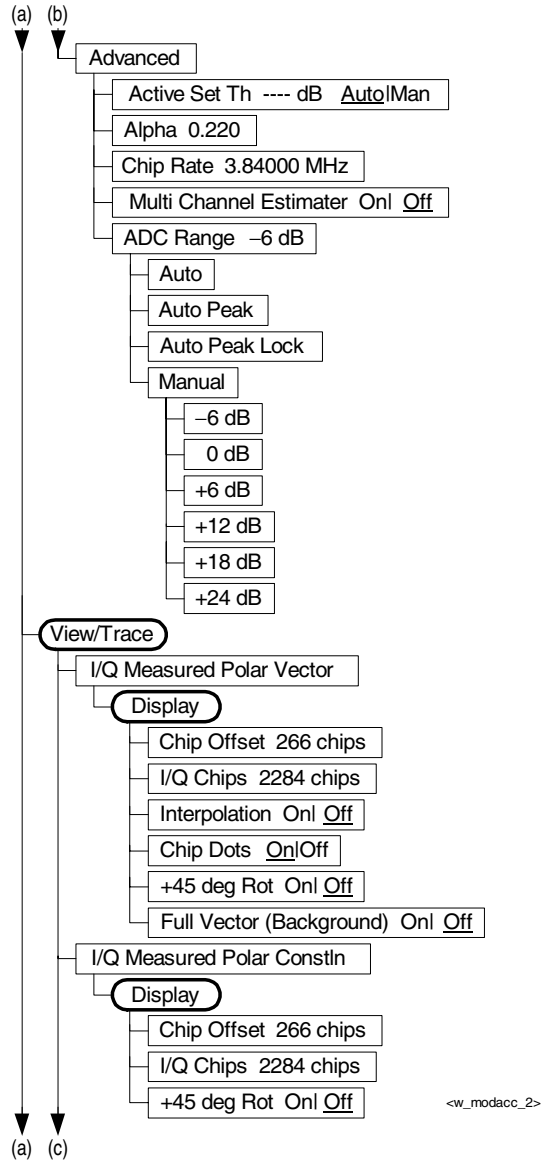 (a) (b)
Advanced
Active Set Th ---- dB Auto|Man
Alpha 0.220
Chip Rate 3.84000 MHz
Multi Channel Estimater On| Off
ADC Range –6 dB
Auto
Auto Peak
Auto Peak Lock
Manual
–6 dB
0 dB
+6 dB
+12 dB
+18 dB
+24 dB
View/Trace
I/Q Measured Polar Vector
Display
Chip Offset 266 chips
I/Q Chips 2284 chips
Interpolation On| Off
Chip Dots On|Off
+45 deg Rot On| Off
Full Vector (Background) On| Off
I/Q Measured Polar Constln
Display
Chip Offset 266 chips
I/Q Chips 2284 chips
+45 deg Rot On| Off
<w_modacc_2>
(a) (c)